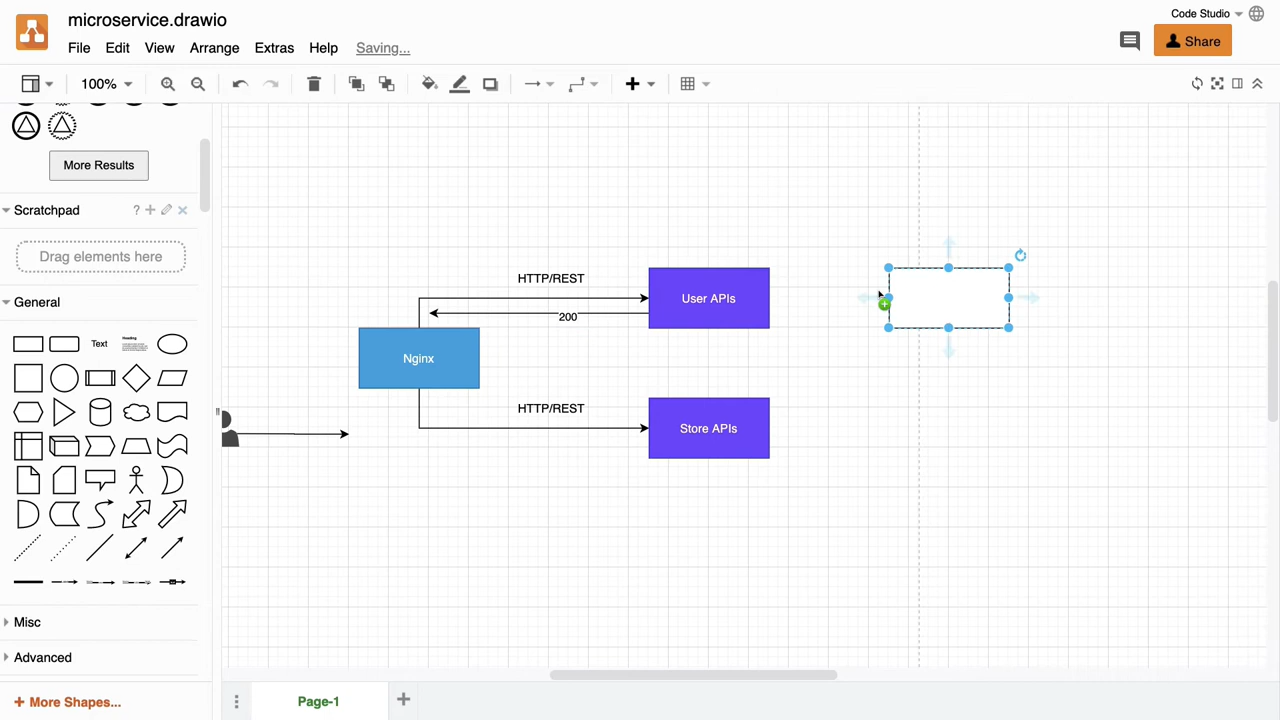 microservice.drawio
Code Studio
File Edit View Arrange Extras Help Saving...
Share
100%
More Results
Scratchpad
?
Drag elements here
General
Text
Heading
HTTP/REST
User APIs
200
Nginx
HTTP/REST
Store APIs
Misc
Advanced
+ More Shapes...
Page-1